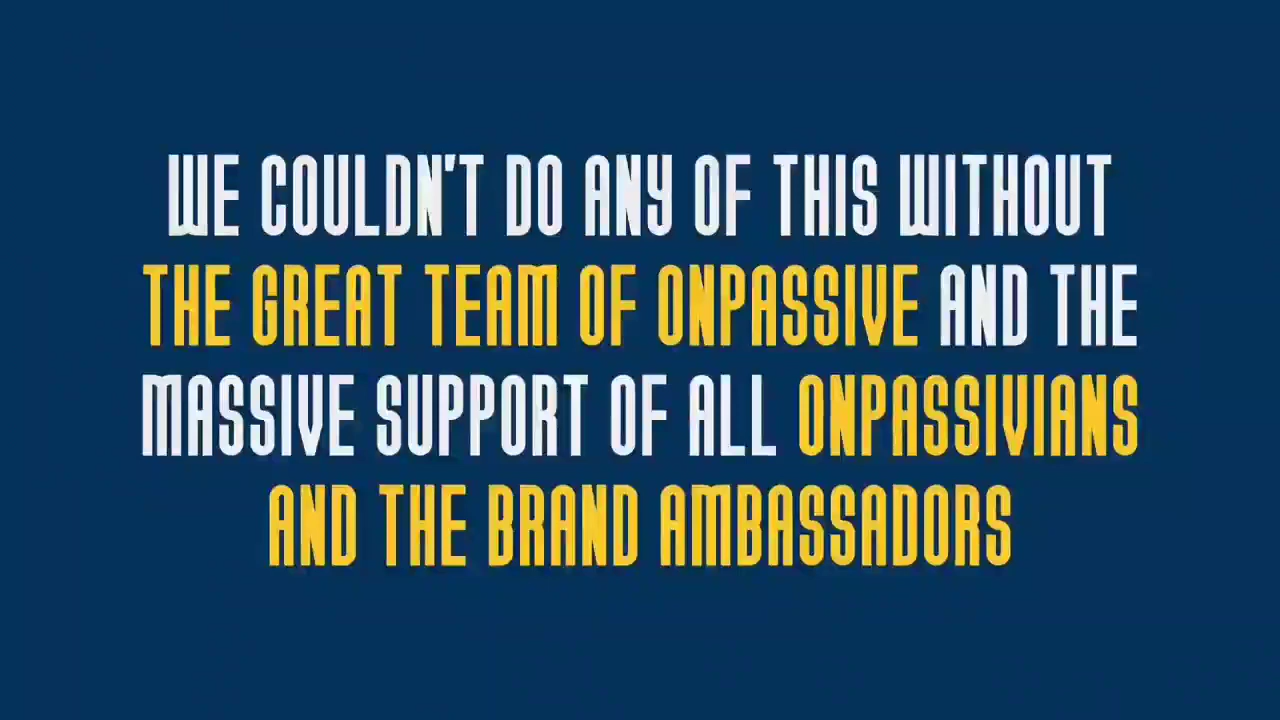 WE COULDN'T DO ANY OF THIS WITHOUT
THE GREAT TEAM OF ONPASSIVE AND THE
MASSIVE SUPPORT OF ALL ONPASSIVIANS
AND THE BRAND AMBASSADORS